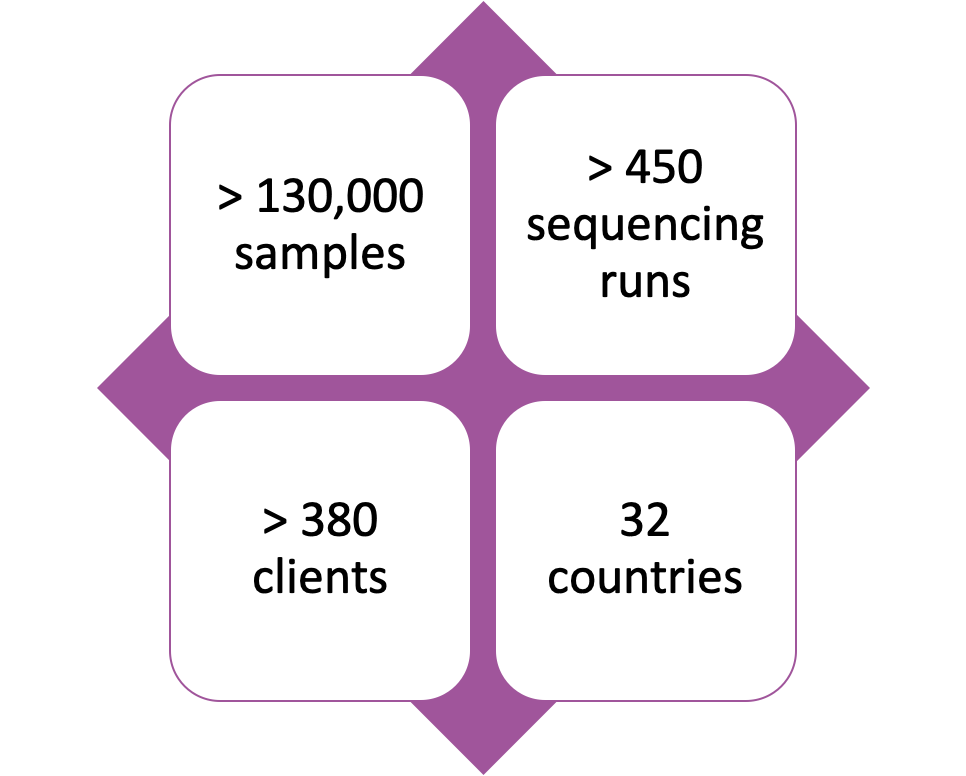 > 130,000
samples
> 450
sequencing
runs
> 380
clients
32
countries